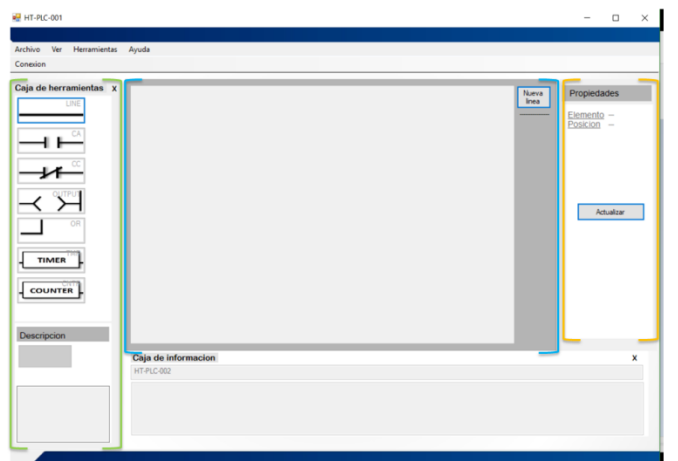 HT-PLC-001
Archivo Ver Herramientas Ayuda
Conexion
Caja de herramientas x
LINE
CA
CC
OUTPUT
OR
TIMER
COUNTER
Descripcion
Nueva
linea
Propiedades
Elemento --
Posicion --
Actualizar
Caja de informacion x
HT-PLC-002